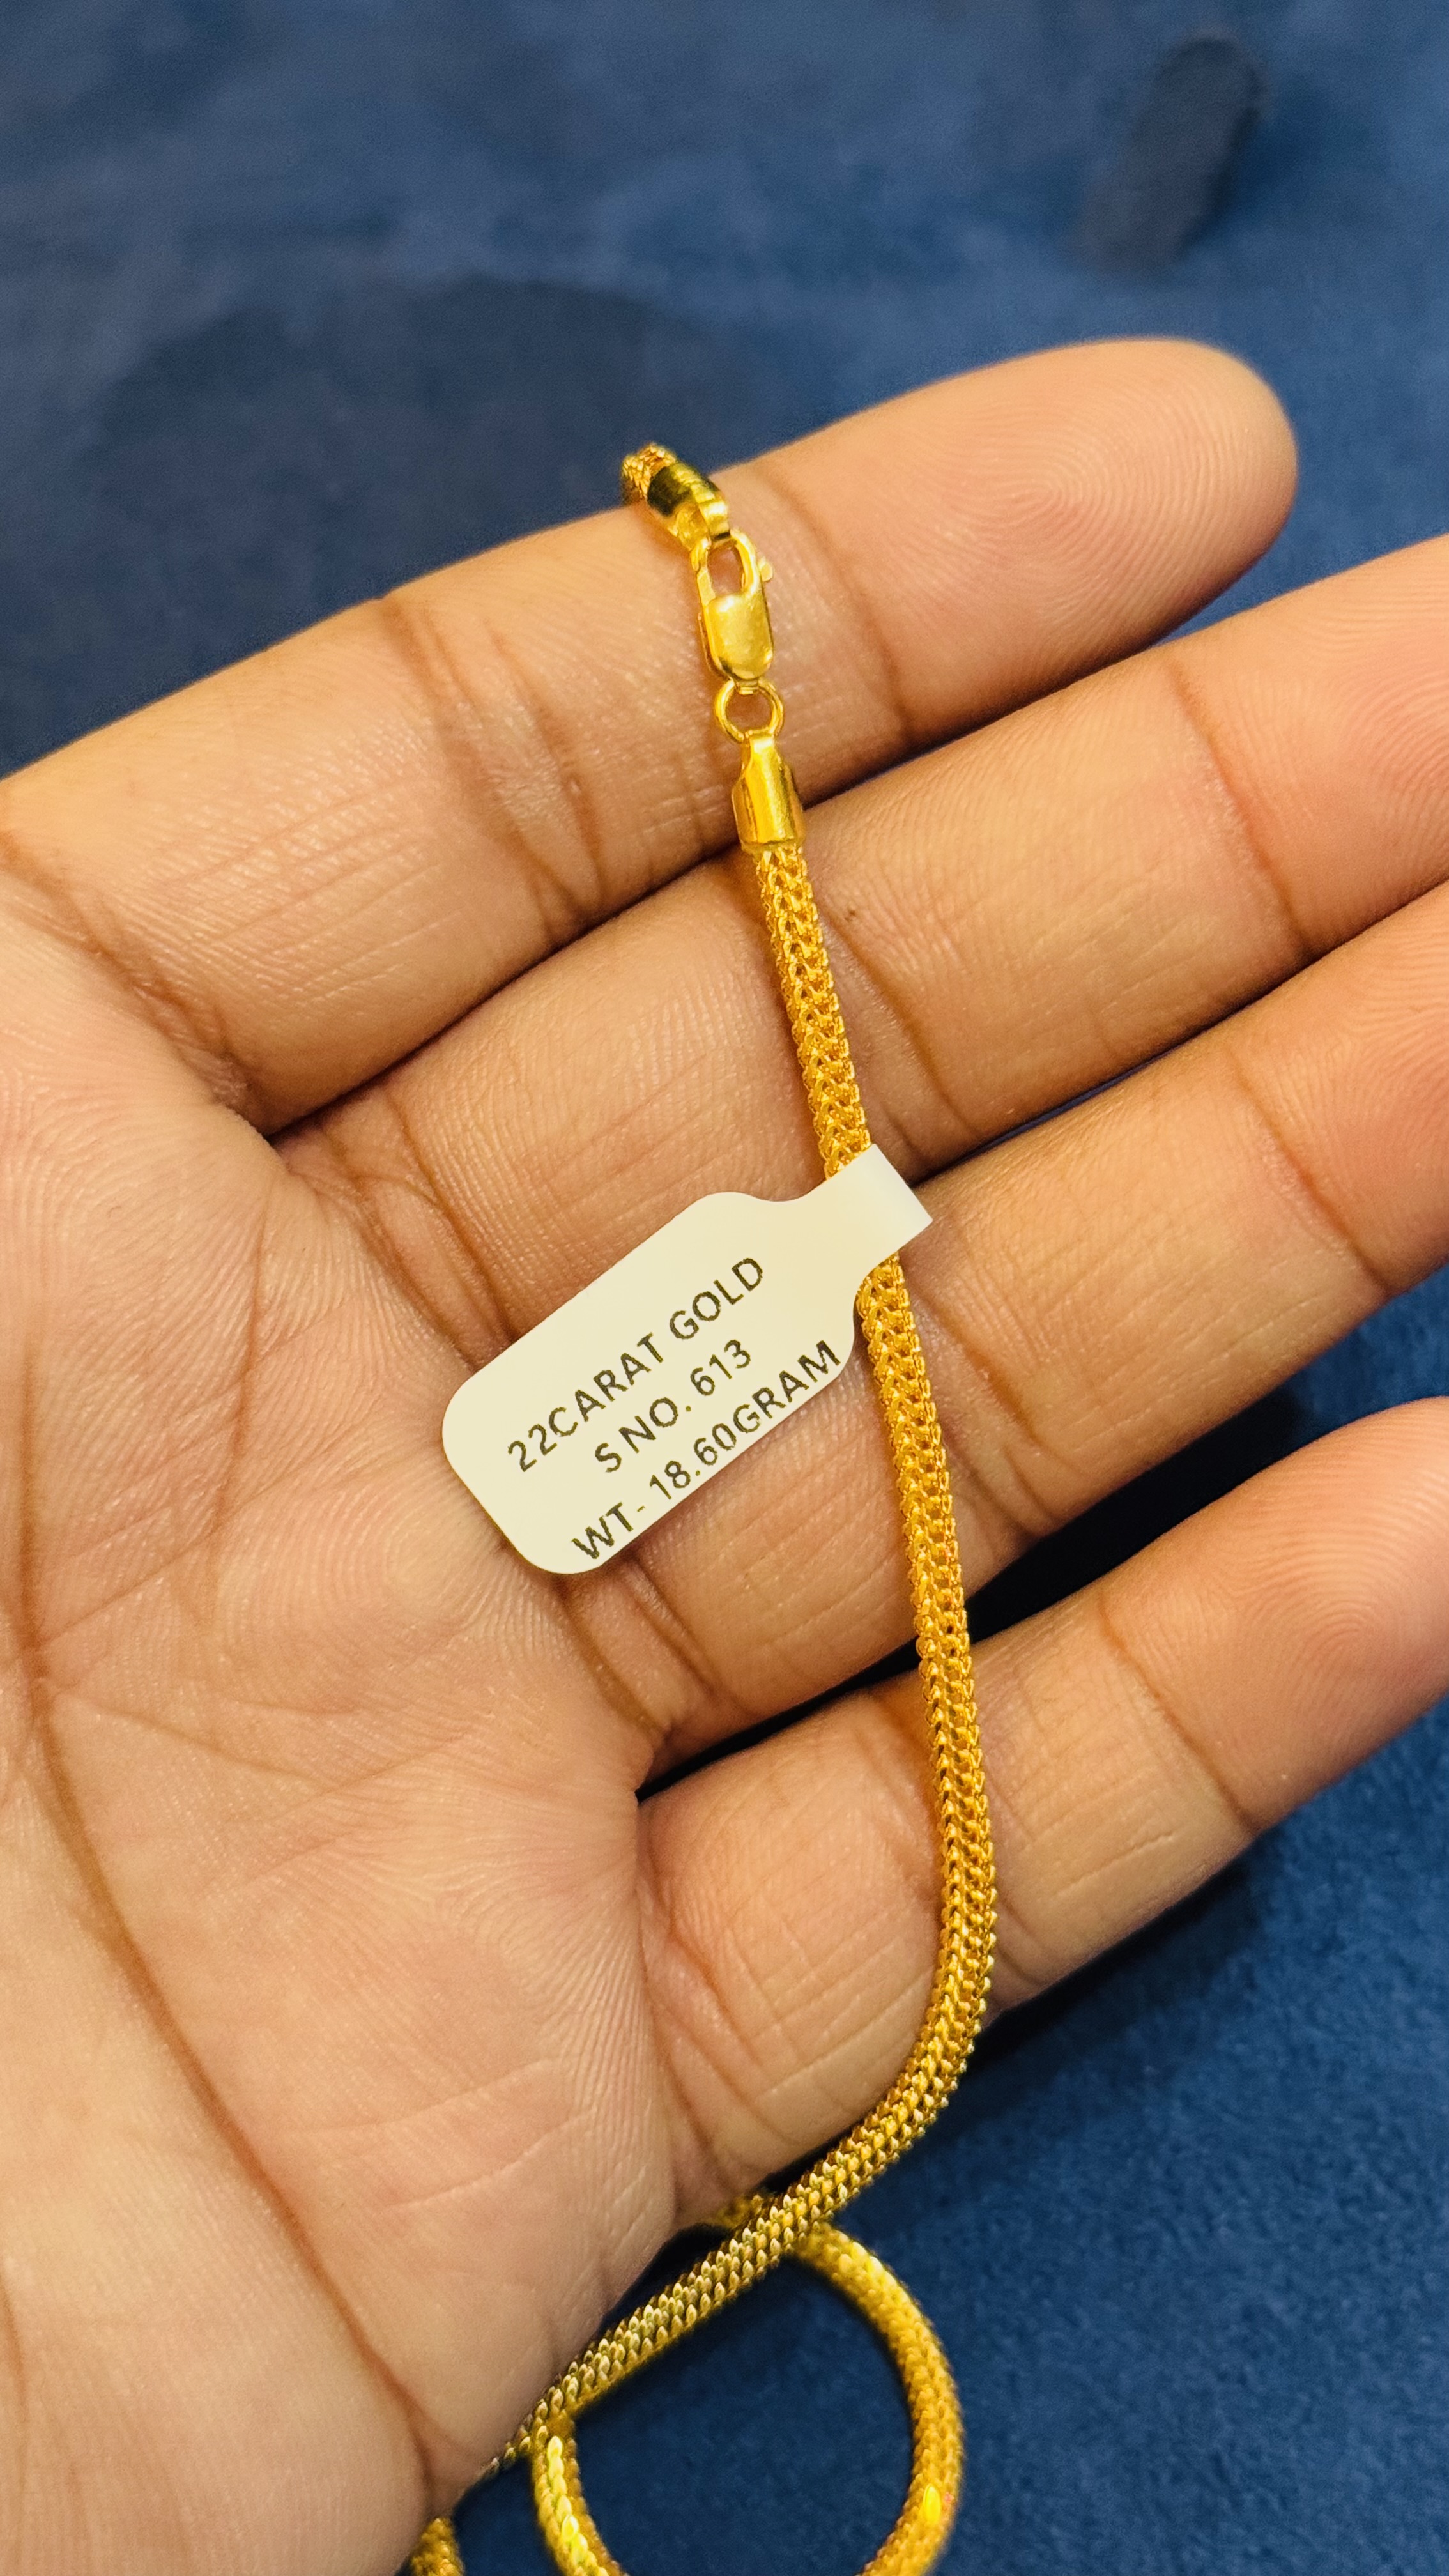 22CARAT GOLD
S NO. 613
WT- 18.60GRAM